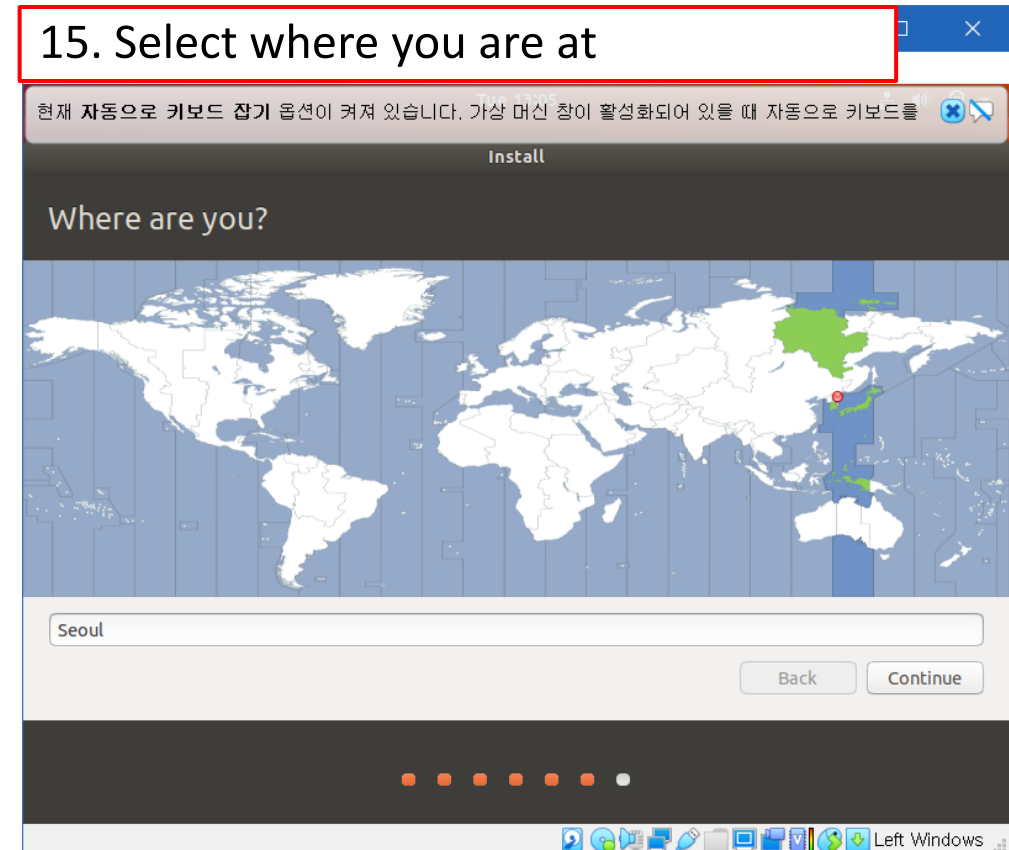 15. Select where you are at
현재 자동으로 키보드 잡기 옵션이 켜져 있습니다. 가상 머신 창이 활성화되어 있을 때 자동으로 키보드를
Tue 13:05
Install
Where are you?
Seoul
Back
Continue
Left Windows